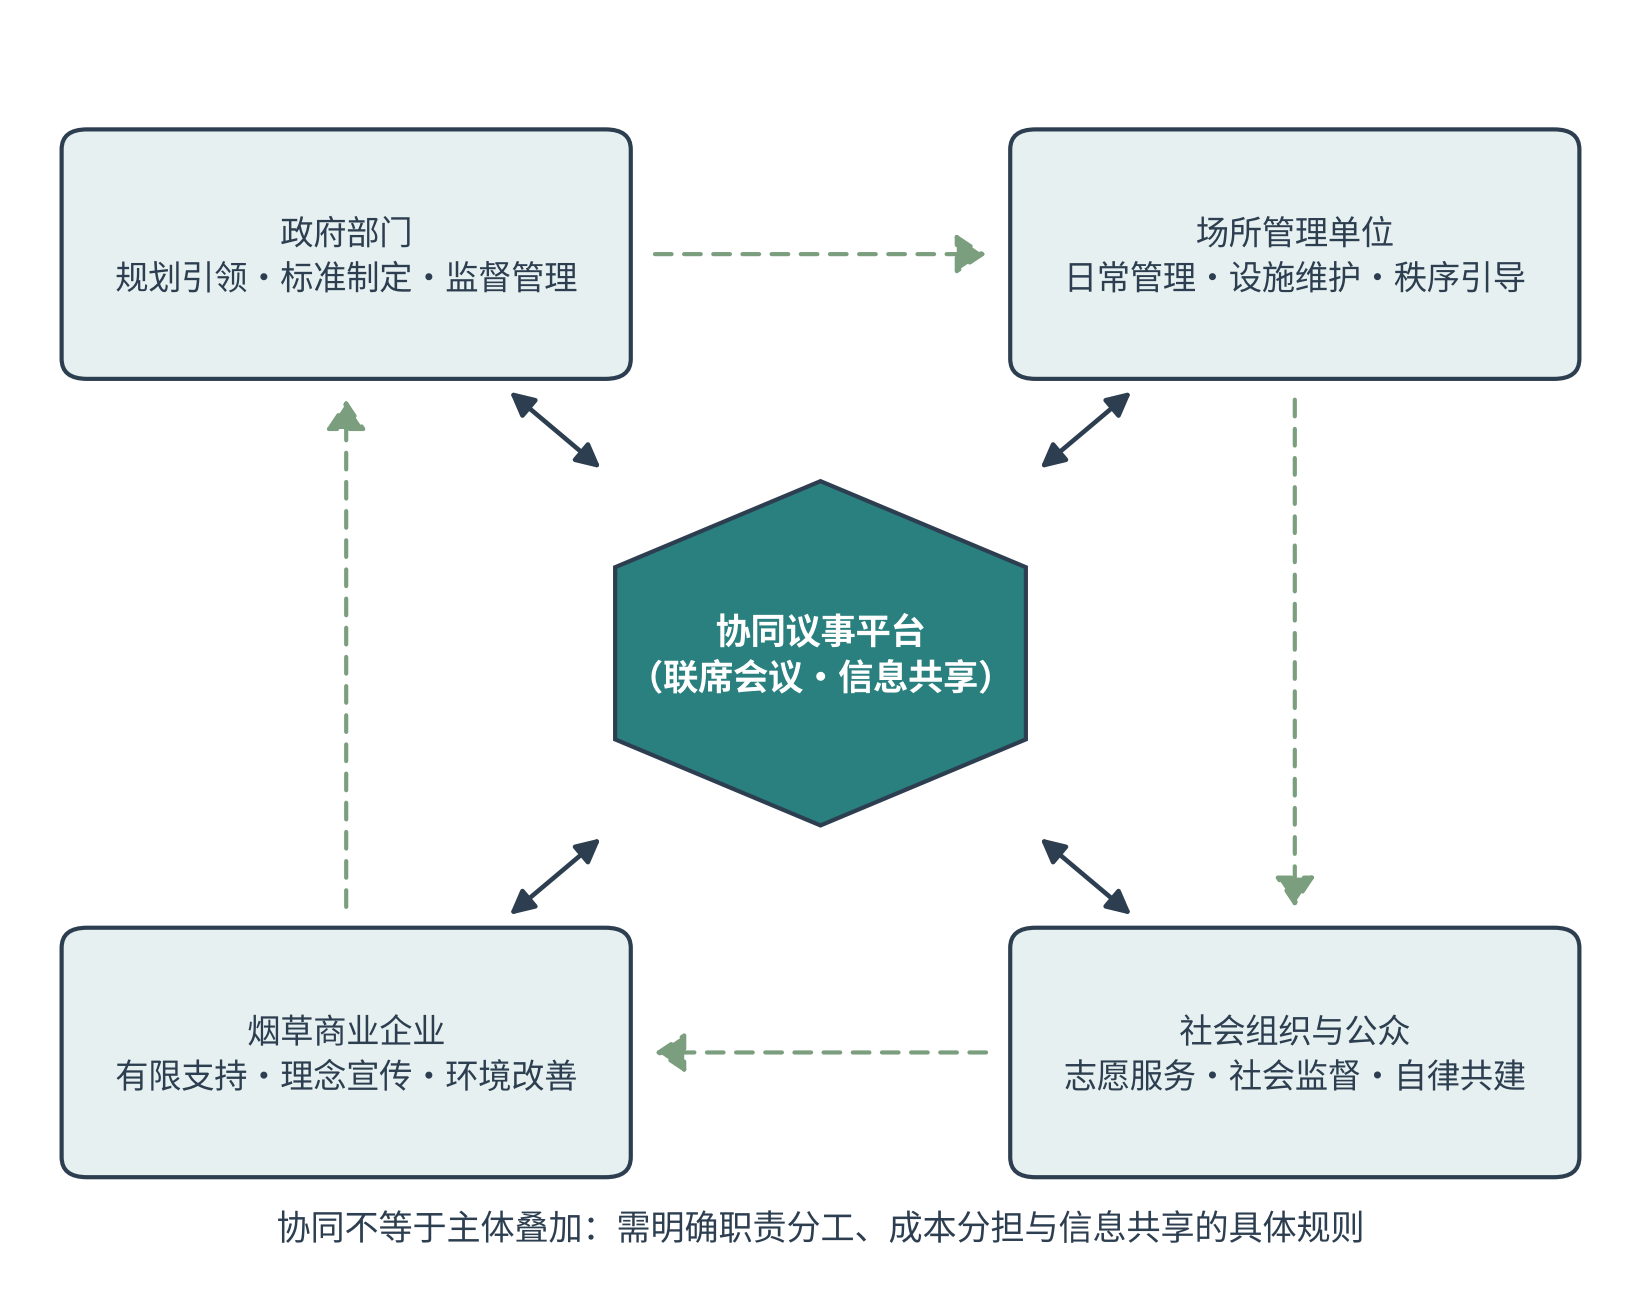 政府部门
规划引领·标准制定·监督管理
场所管理单位
日常管理·设施维护·秩序引导
协同议事平台
（联席会议·信息共享）
烟草商业企业
有限支持·理念宣传·环境改善
社会组织与公众
志愿服务·社会监督·自律共建
协同不等于主体叠加：需明确职责分工、成本分担与信息共享的具体规则